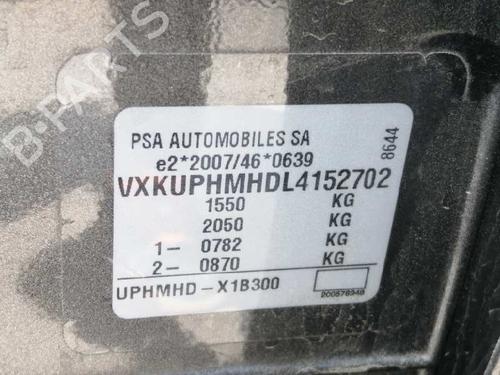 B-PARTS
PSA AUTOMOBILES SA
e2*2007/46*0639
8644
VXKUPHMHDL4152702
1550 KG
2050 KG
1- 0782 KG
2- 0870 KG
UPHMHD-X1B300